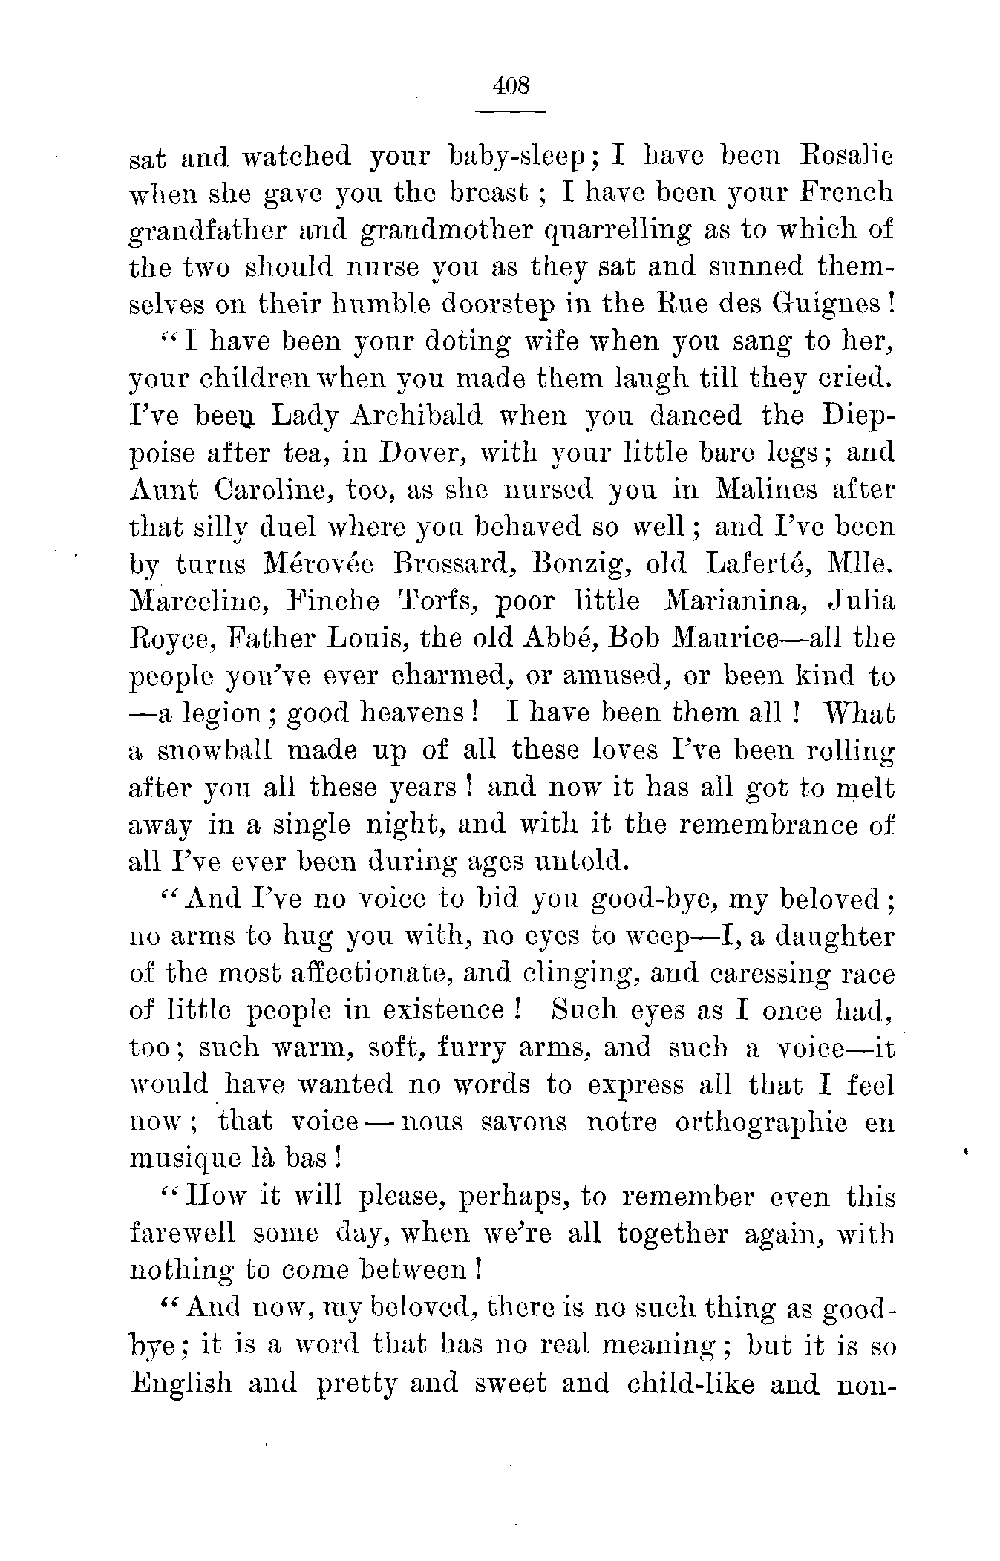 408
sat and watched your baby-sleep; I have been Rosalie
when she gave you the breast ; I have been your French
grandfather and grandmother quarrelling as to which of
the two should nurse you as they sat and sunned them-
selves on their humble doorstep in the Rue des Guignes !
“ I have been your doting wife when you sang to her,
your children when you made them laugh till they cried.
I’ve been Lady Archibald when you danced the Diep-
poise after tea, in Dover, with your little bare legs ; and
Aunt Caroline, too, as she nursed you in Malines after
that silly duel where you behaved so well ; and I’ve been
by turns Mérovée Brossard, Bonzig, old Laferté, Mlle.
Marceline, Finche Torfs, poor little Marianina, Julia
Royce, Father Louis, the old Abbé, Bob Maurice—all the
people you’ve ever charmed, or amused, or been kind to
—a legion ; good heavens ! I have been them all ! What
a snowball made up of all these loves I’ve been rolling
after you all these years ! and now it has all got to melt
away in a single night, and with it the remembrance of
all I’ve ever been during ages untold.
“ And I’ve no voice to bid you good-bye, my beloved ;
no arms to hug you with, no eyes to weep—I, a daughter
of the most affectionate, and clinging, and caressing race
of little people in existence ! Such eyes as I once had,
too ; such warm, soft, furry arms, and such a voice—it
would have wanted no words to express all that I feel
now ; that voice — nous savons notre orthographie en
musique là bas !
“ How it will please, perhaps, to remember even this
farewell some day, when we’re all together again, with
nothing to come between !
“ And now, my beloved, there is no such thing as good-
bye ; it is a word that has no real meaning ; but it is so
English and pretty and sweet and child-like and non-